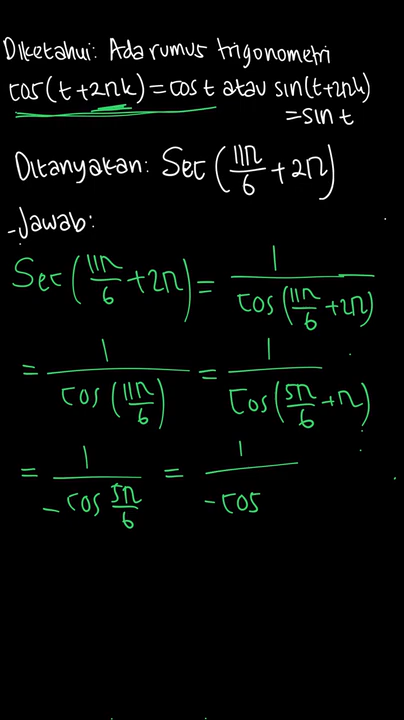 Diketahui: Ada rumus trigonometri
cos(t+2πk)=cos t atau sin(t+2πk)
=sin t
Ditanyakan: Sec(11π/6+2π)
-Jawab:
Sec(11π/6+2π)=1/cos(11π/6+2π)
=1/cos(11π/6)=1/cos(5π/6+π)
=1/-cos 5π/6=1/-cos